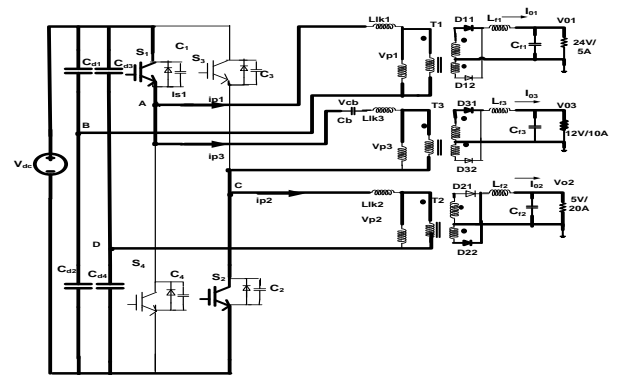 Llk1
T1
D11
Lf1
I01
V01
S1
C1
S3
C3
Cd1
Cd3
Is1
Vp1
Cf1
24V/
5A
D12
A
ip1
Vcb
T3
D31
Lf3
I03
V03
B
Cb
Llk3
ip3
Vp3
Cf3
12V/10A
D32
Vdc
C
ip2
Llk2
Vp2
T2
D21
Lf2
I02
Vo2
Cf2
5V/
20A
D22
D
S4
C4
S2
C2
Cd2
Cd4